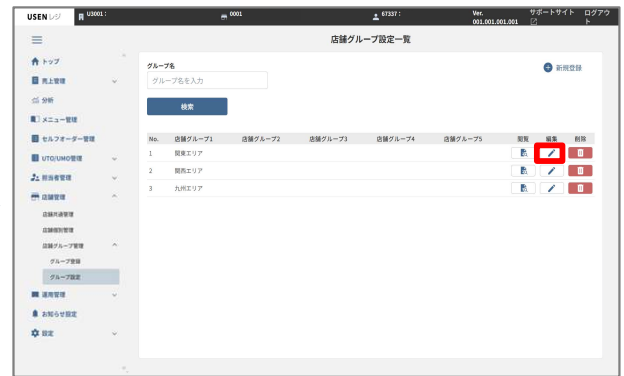 USEN レジ U3001： 0001 67337： Ver. 001.001.001.001 サポートサイト ログアウト
店舗グループ設定一覧
トップ
売上管理
分析
メニュー管理
セルフオーダー管理
UTO/UMO管理
担当者管理
店舗管理
店舗共通管理
店舗個別管理
店舗グループ管理
グループ登録
グループ設定
運用管理
お知らせ設定
設定
グループ名
新規登録
グループ名を入力
検索
No. 店舗グループ1 店舗グループ2 店舗グループ3 店舗グループ4 店舗グループ5 閲覧 編集 削除
1 関東エリア
2 関西エリア
3 九州エリア